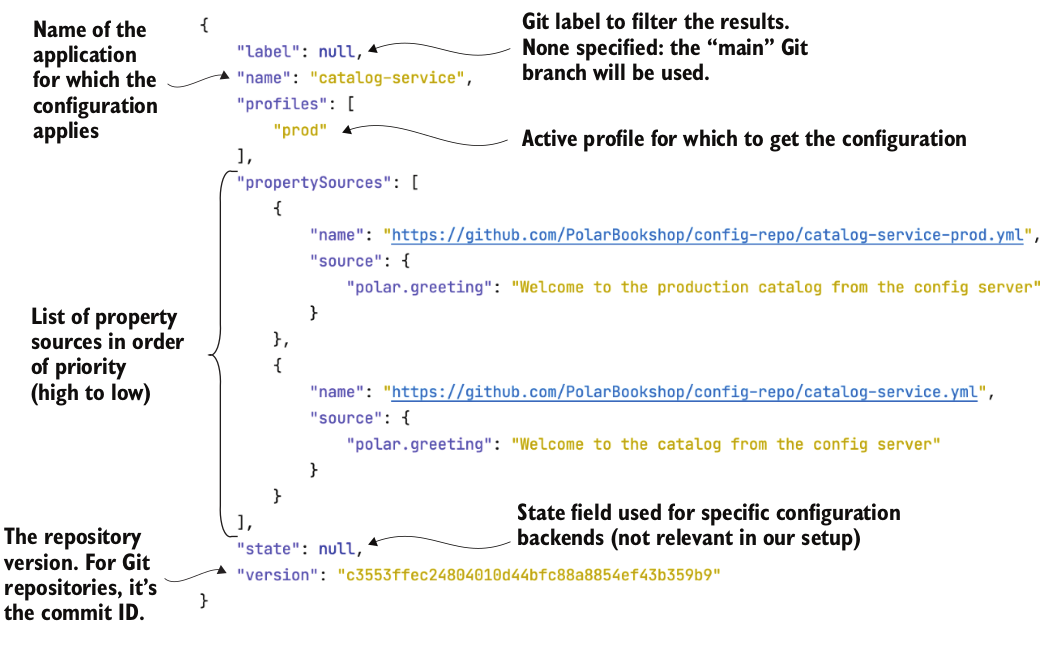 Name of the
application
for which the
configuration
applies
Git label to filter the results.
None specified: the “main” Git
branch will be used.
Active profile for which to get the configuration
{
"label": null,
"name": "catalog-service",
"profiles": [
"prod"
],
"propertySources": [
{
"name": "https://github.com/PolarBookshop/config-repo/catalog-service-prod.yml",
"source": {
"polar.greeting": "Welcome to the production catalog from the config server"
}
},
{
"name": "https://github.com/PolarBookshop/config-repo/catalog-service.yml",
"source": {
"polar.greeting": "Welcome to the catalog from the config server"
}
}
],
"state": null,
"version": "c3553ffec24804010d44bfc88a8854ef43b359b9"
}
List of property
sources in order
of priority
(high to low)
State field used for specific configuration
backends (not relevant in our setup)
The repository
version. For Git
repositories, it’s
the commit ID.